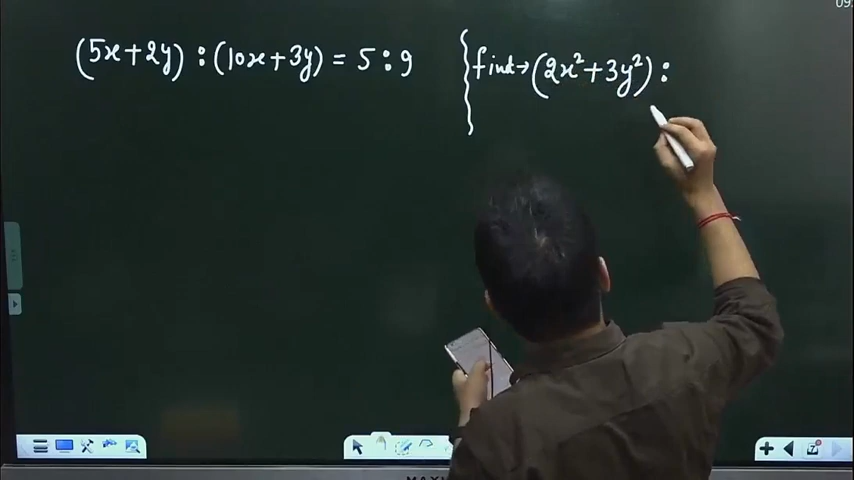 (5x+2y) : (10x+3y) = 5 : 9
find→(2x²+3y²) :